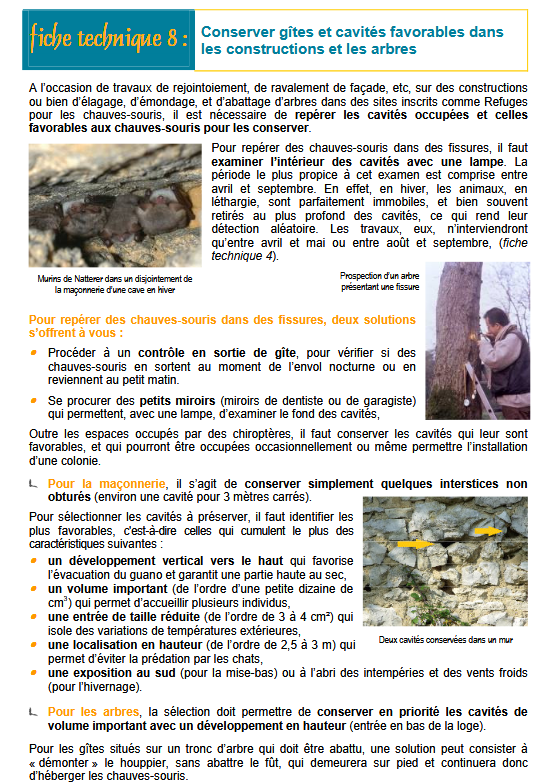 fiche technique 8 :
Conserver gîtes et cavités favorables dans
les constructions et les arbres
A l'occasion de travaux de rejointoiement, de ravalement de façade, etc, sur des constructions
ou bien d'élagage, d'émondage, et d'abattage d'arbres dans des sites inscrits comme Refuges
pour les chauves-souris, il est nécessaire de repérer les cavités occupées et celles
favorables aux chauves-souris pour les conserver.
Pour repérer des chauves-souris dans des fissures, il faut
examiner l'intérieur des cavités avec une lampe. La
période le plus propice à cet examen est comprise entre
avril et septembre. En effet, en hiver, les animaux, en
léthargie, sont parfaitement immobiles, et bien souvent
retirés au plus profond des cavités, ce qui rend leur
détection aléatoire. Les travaux, eux, n'interviendront
qu'entre avril et mai ou entre août et septembre, (fiche
technique 4).
Murins de Natterer dans un disjointement de
la maçonnerie d'une cave en hiver
Prospection d'un arbre
présentant une fissure
Pour repérer des chauves-souris dans des fissures, deux solutions
s'offrent à vous :
• Procéder à un contrôle en sortie de gîte, pour vérifier si des
chauves-souris en sortent au moment de l'envol nocturne ou en
reviennent au petit matin.
• Se procurer des petits miroirs (miroirs de dentiste ou de garagiste)
qui permettent, avec une lampe, d'examiner le fond des cavités,
Outre les espaces occupés par des chiroptères, il faut conserver les cavités qui leur sont
favorables, et qui pourront être occupées occasionnellement ou même permettre l'installation
d'une colonie.
Pour la maçonnerie, il s'agit de conserver simplement quelques interstices non
obturés (environ une cavité pour 3 mètres carrés).
Pour sélectionner les cavités à préserver, il faut identifier les
plus favorables, c'est-à-dire celles qui cumulent le plus des
caractéristiques suivantes :
• un développement vertical vers le haut qui favorise
l'évacuation du guano et garantit une partie haute au sec,
• un volume important (de l'ordre d'une petite dizaine de
cm³) qui permet d'accueillir plusieurs individus,
• une entrée de taille réduite (de l'ordre de 3 à 4 cm²) qui
isole des variations de températures extérieures,
• une localisation en hauteur (de l'ordre de 2,5 à 3 m) qui
permet d'éviter la prédation par les chats,
• une exposition au sud (pour la mise-bas) ou à l'abri des intempéries et des vents froids
(pour l'hivernage).
Deux cavités conservées dans un mur
Pour les arbres, la sélection doit permettre de conserver en priorité les cavités de
volume important avec un développement en hauteur (entrée en bas de la loge).
Pour les gîtes situés sur un tronc d'arbre qui doit être abattu, une solution peut consister à
« démonter » le houppier, sans abattre le fût, qui demeurera sur pied et continuera donc
d'héberger les chauves-souris.